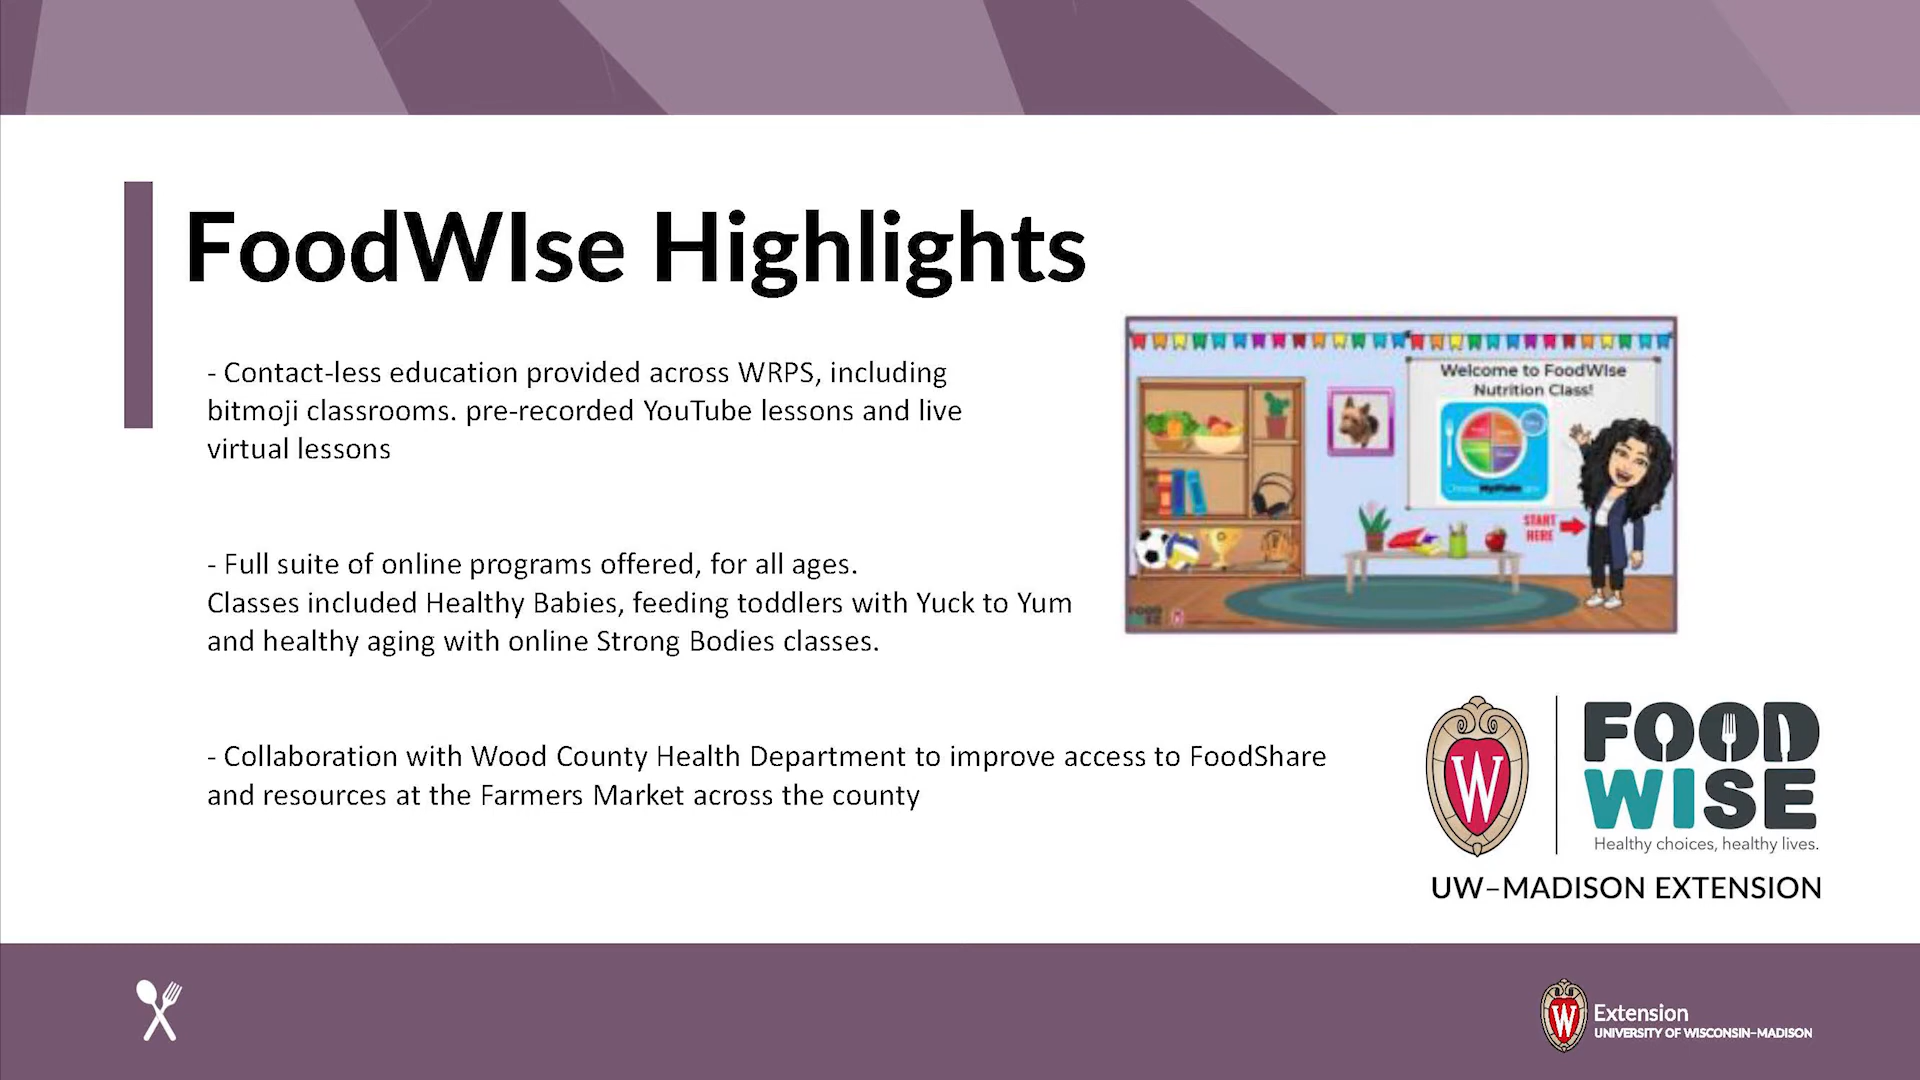 FoodWIse Highlights
- Contact-less education provided across WRPS, including
bitmoji classrooms. pre-recorded YouTube lessons and live
virtual lessons
- Full suite of online programs offered, for all ages.
Classes included Healthy Babies, feeding toddlers with Yuck to Yum
and healthy aging with online Strong Bodies classes.
- Collaboration with Wood County Health Department to improve access to FoodShare
and resources at the Farmers Market across the county
Welcome to FoodWIse
Nutrition Class!
START
HERE
W
FOOD
WISE
Healthy choices, healthy lives.
UW–MADISON EXTENSION
W
Extension
UNIVERSITY OF WISCONSIN–MADISON